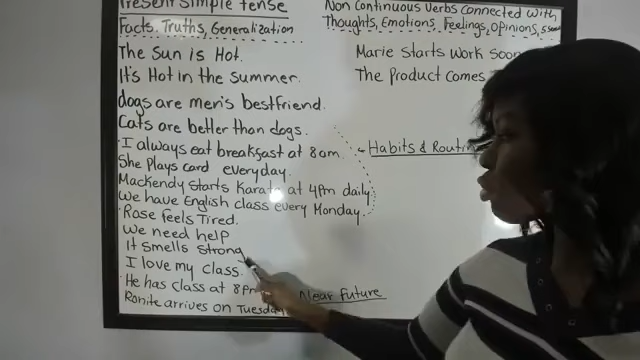 Present Simple Tense
Facts, Truths, Generalization
The Sun is Hot.
It's Hot in the Summer.
dogs are men's bestfriend.
Cats are better than dogs.
I always eat breakfast at 8am.
She Plays card everyday.
Mackendy Starts Karate at 4PM daily
We have English class every Monday.
Rose Feels Tired.
We need help
It Smells Strong
I love my class.
He has class at 8
Ronite arrives on Tuesday
Non Continuous Verbs Connected With
Thoughts, Emotions, Feelings, Opinions,
Marie Starts Work Soon
The Product Comes
Habits & Routin
Near Future